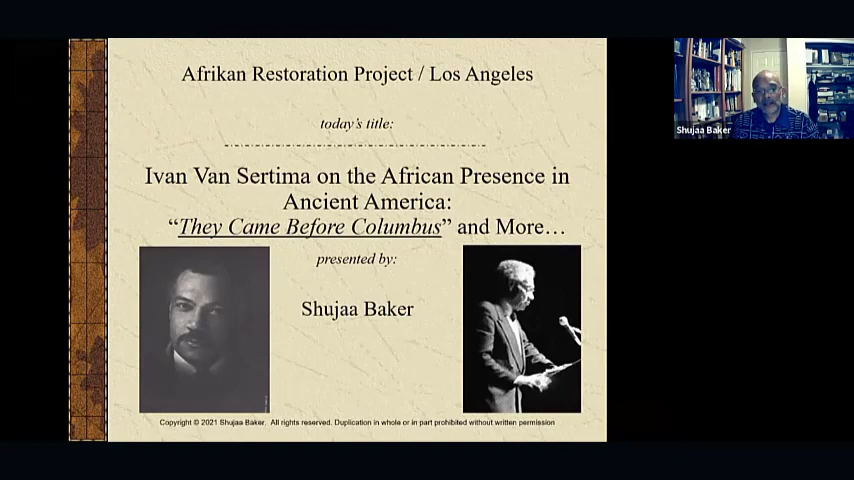 Afrikan Restoration Project / Los Angeles
today's title:
Ivan Van Sertima on the African Presence in
Ancient America:
“They Came Before Columbus” and More…
presented by:
Shujaa Baker
Copyright © 2021 Shujaa Baker. All rights reserved. Duplication in whole or in part prohibited without written permission
Shujaa Baker